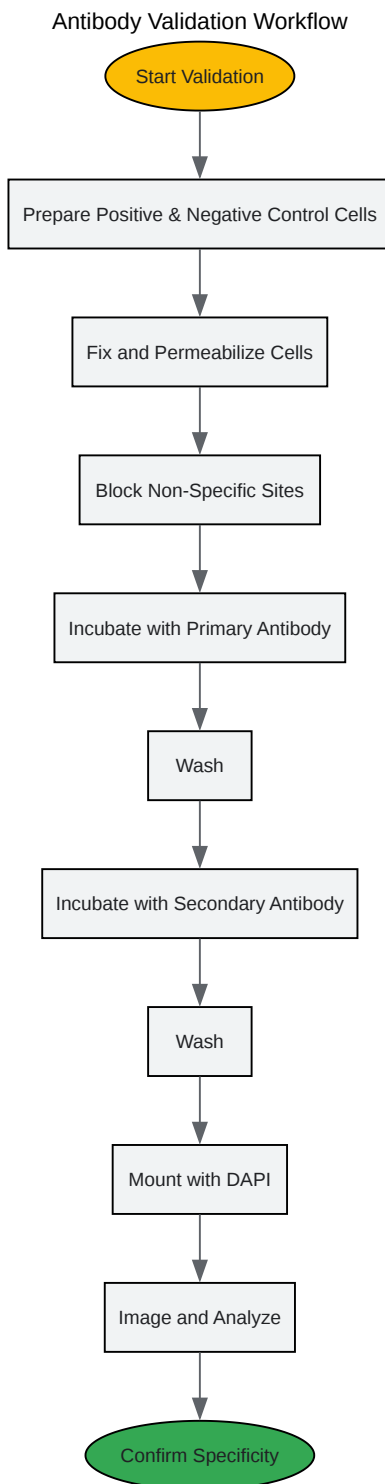 Antibody Validation Workflow
Start Validation
Prepare Positive & Negative Control Cells
Fix and Permeabilize Cells
Block Non-Specific Sites
Incubate with Primary Antibody
Wash
Incubate with Secondary Antibody
Wash
Mount with DAPI
Image and Analyze
Confirm Specificity